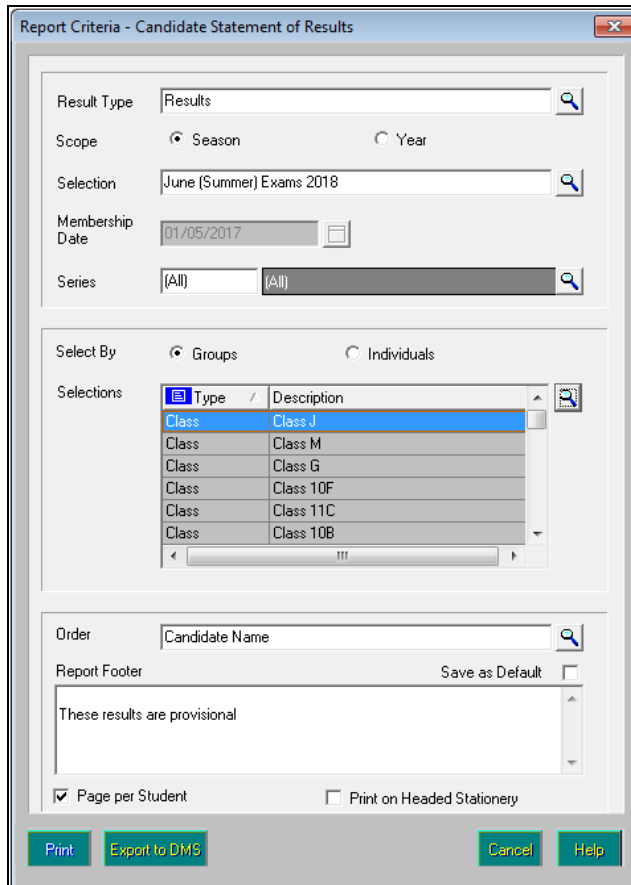 Report Criteria - Candidate Statement of Results
Result Type Results
Scope Season Year
Selection June (Summer) Exams 2018
Membership
Date 01/05/2017
Series (All) (All)
Select By Groups Individuals
Selections Type Description
Class Class J
Class Class M
Class Class G
Class Class 10F
Class Class 11C
Class Class 10B
Order Candidate Name
Report Footer Save as Default
These results are provisional
Page per Student Print on Headed Stationery
Print Export to DMS Cancel Help